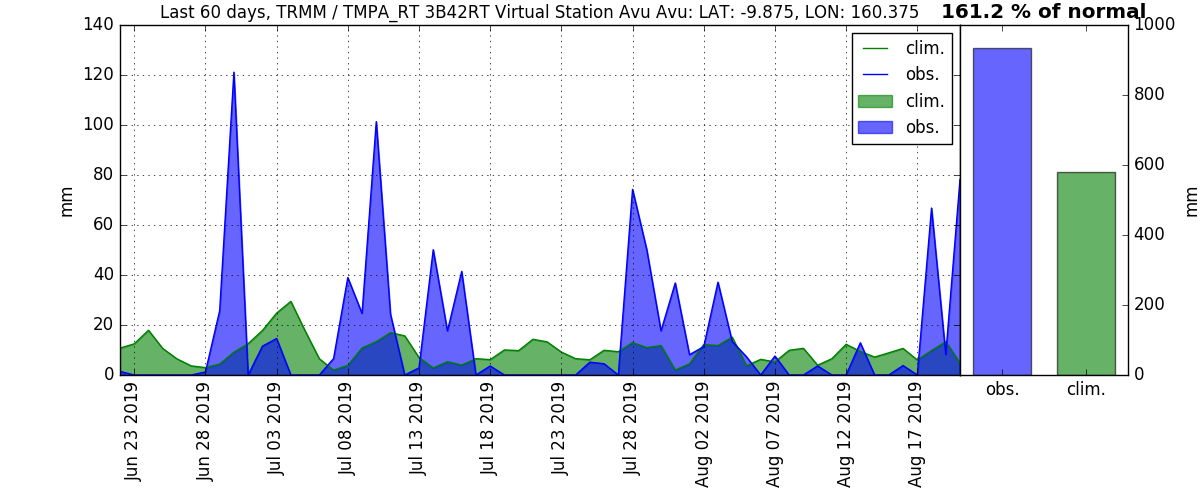 Last 60 days, TRMM / TMPA_RT 3B42RT Virtual Station Avu Avu: LAT: -9.875, LON: 160.375
161.2 % of normal
140
120
100
80
60
40
20
0
mm
clim.
obs.
clim.
obs.
Jun 23 2019
Jun 28 2019
Jul 03 2019
Jul 08 2019
Jul 13 2019
Jul 18 2019
Jul 23 2019
Jul 28 2019
Aug 02 2019
Aug 07 2019
Aug 12 2019
Aug 17 2019
1000
800
600
400
200
0
mm
obs.
clim.